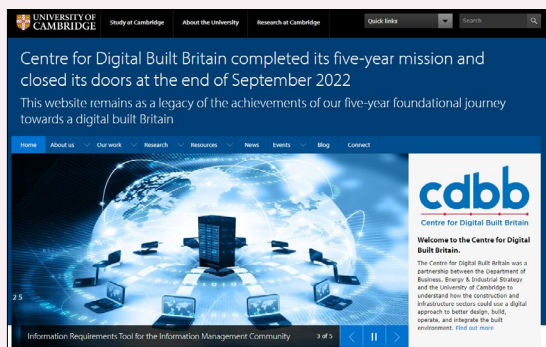 UNIVERSITY OF
CAMBRIDGE
Study at Cambridge
About the University
Research at Cambridge
Quick links
Search
Centre for Digital Built Britain completed its five-year mission and
closed its doors at the end of September 2022
This website remains as a legacy of the achievements of our five-year foundational journey
towards a digital built Britain
Home
About us
Our work
Research
Resources
News
Events
Blog
Connect
cdbb
Centre for Digital Built Britain
Welcome to the Centre for Digital
Built Britain.
The Centre for Digital Built Britain was a
partnership between the Department of
Business, Energy & Industrial Strategy
and the University of Cambridge to
understand how the construction and
infrastructure sectors could use a digital
approach to better design, build,
operate, and integrate the built
environment. Find out more
2 5
Information Requirements Tool for the Information Management Community
3 of 5